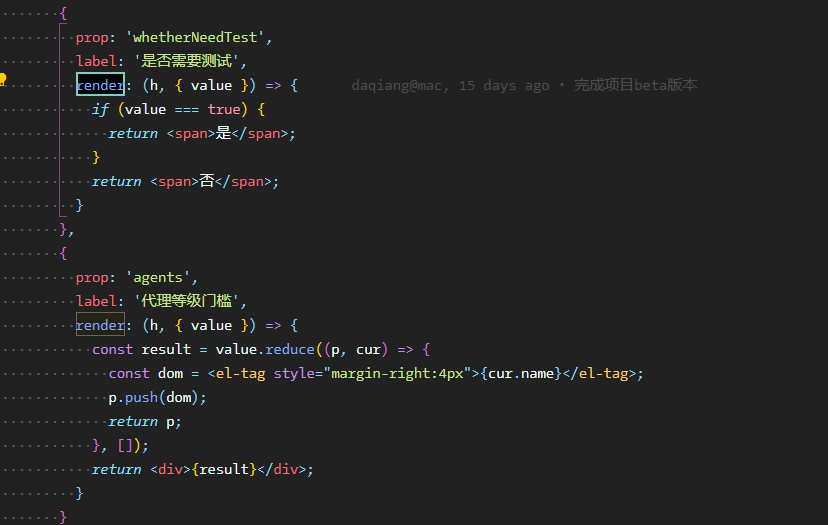 {
prop: 'whetherNeedTest',
label: '是否需要测试',
render: (h, { value }) => { daqiang@mac, 15 days ago • 完成项目beta版本
if (value === true) {
return <span>是</span>;
}
return <span>否</span>;
}
},
{
prop: 'agents',
label: '代理等级门槛',
render: (h, { value }) => {
const result = value.reduce((p, cur) => {
const dom = <el-tag style="margin-right:4px">{cur.name}</el-tag>;
p.push(dom);
return p;
}, []);
return <div>{result}</div>;
}
}